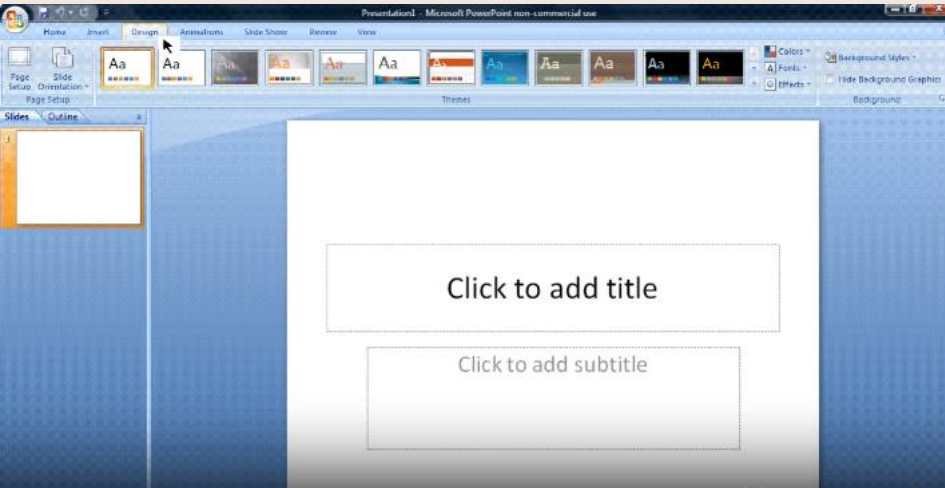 Presentation1 - Microsoft PowerPoint non-commercial use
Home Insert Design Animations Slide Show Review View
Aa Aa Aa Aa Aa Aa Aa Aa Aa Aa Aa Aa
Colors
Fonts
Effects
Background Styles
Hide Background Graphics
Page Setup
Slide Orientation
Page Setup Themes Background
Slides Outline
Click to add title
Click to add subtitle